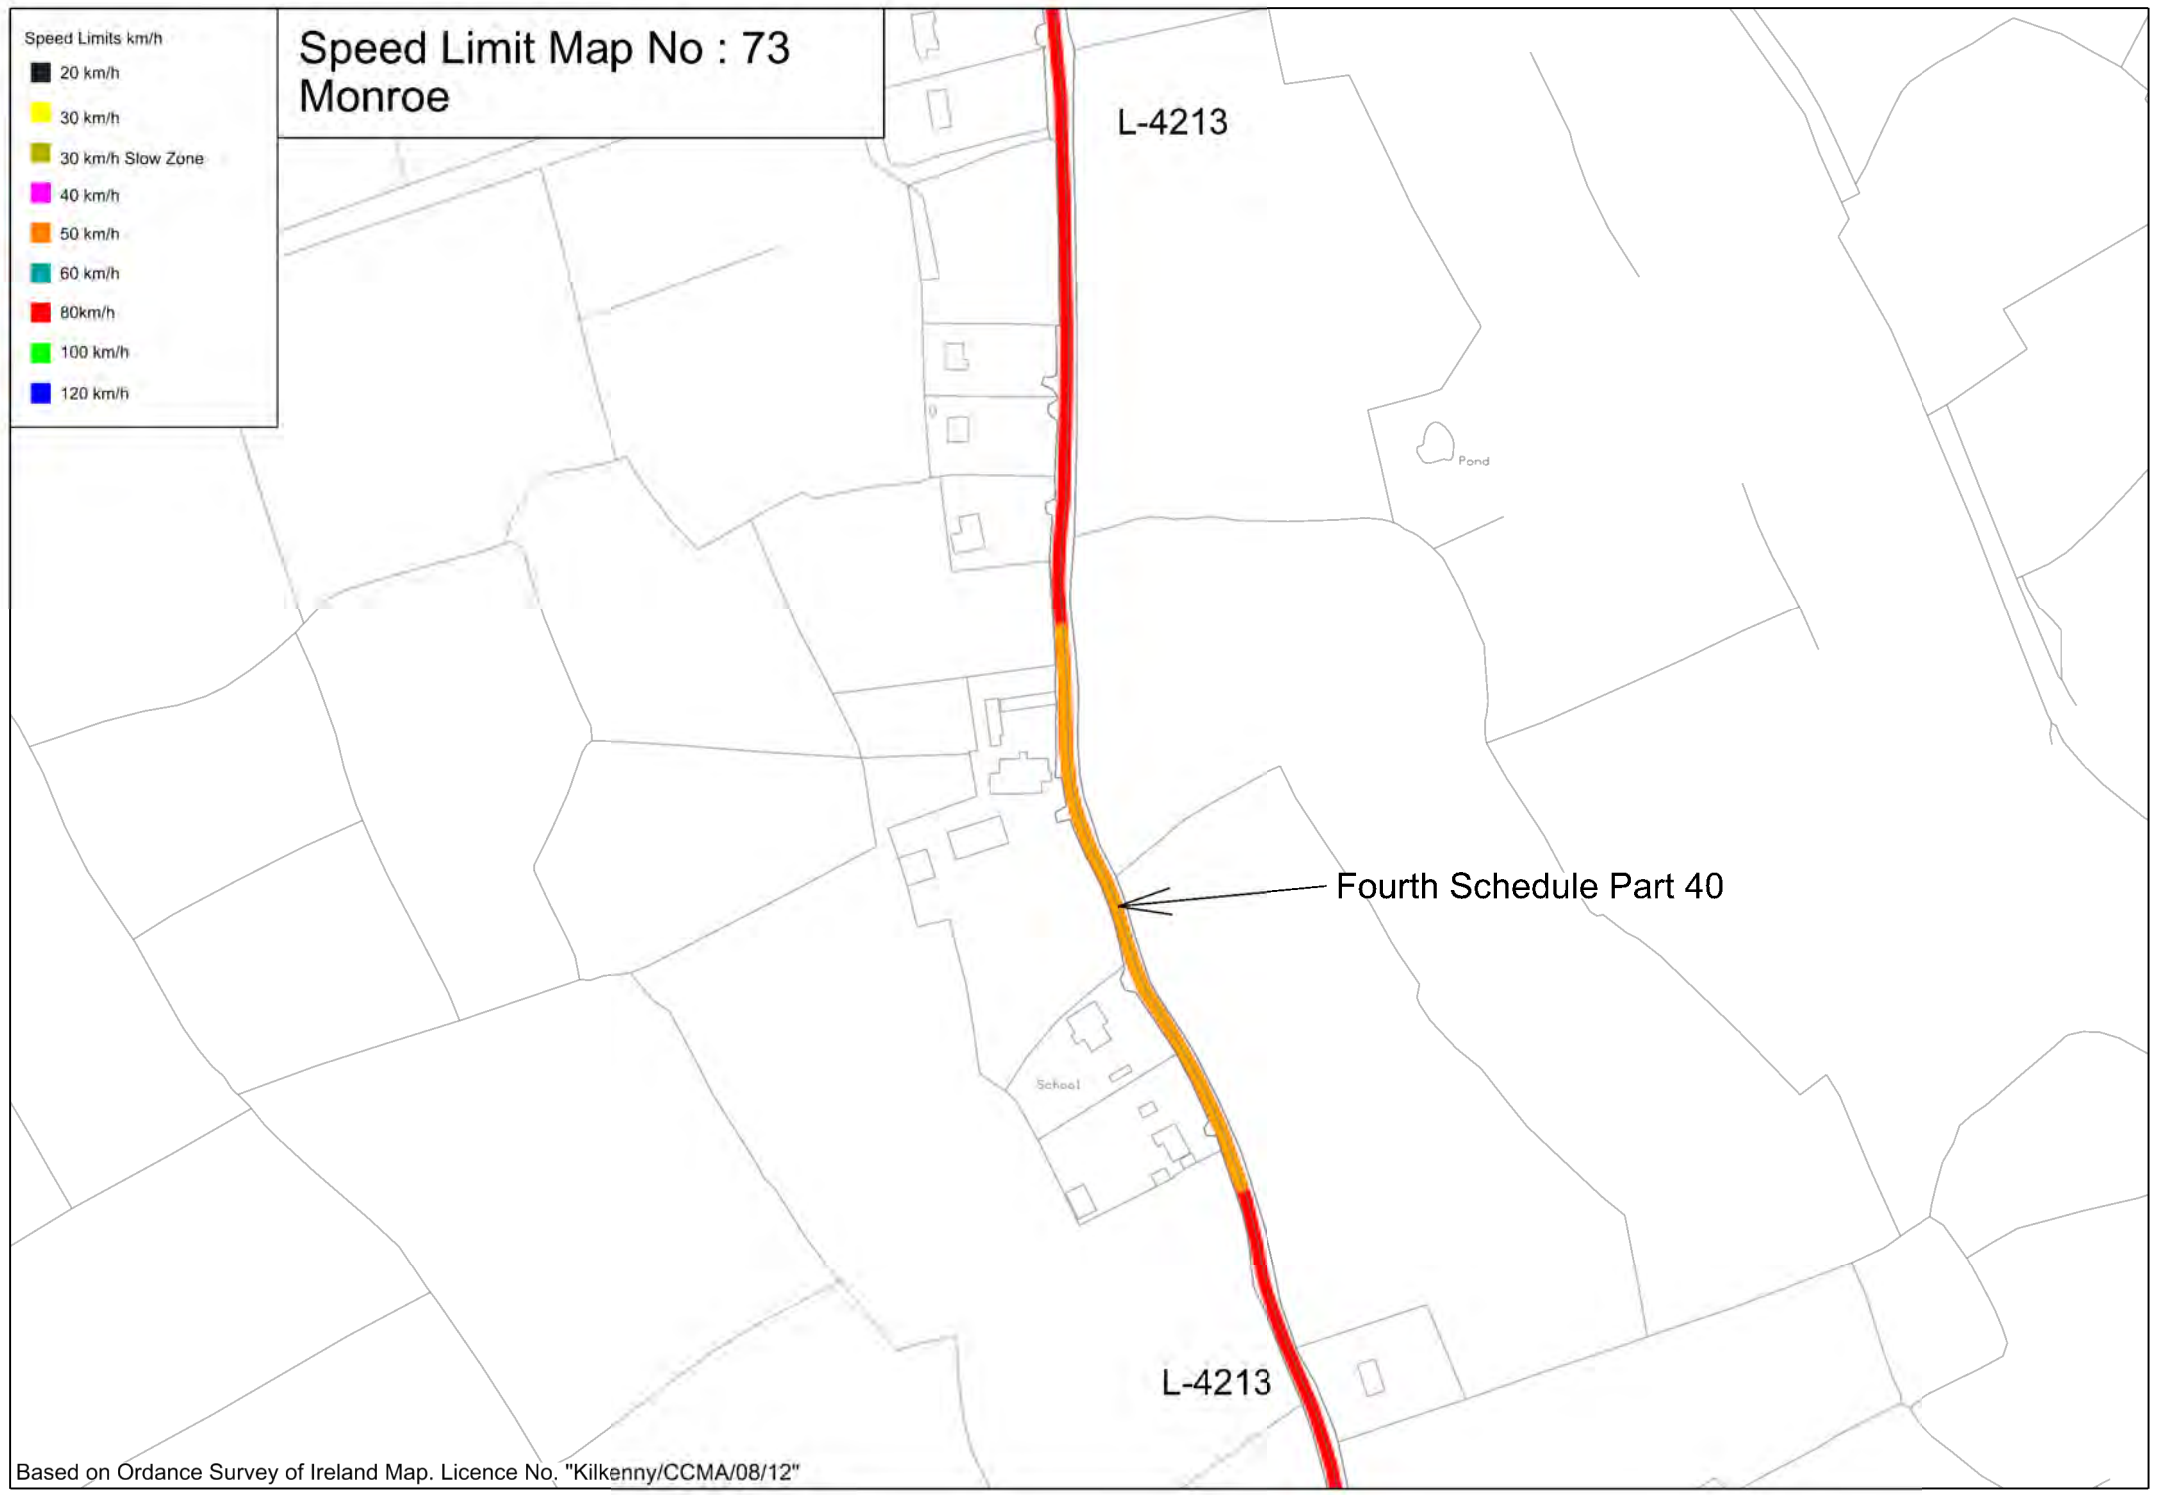 Speed Limits km/h
20 km/h
30 km/h
30 km/h Slow Zone
40 km/h
50 km/h
60 km/h
80km/h
100 km/h
120 km/h
Speed Limit Map No : 73
Monroe
L-4213
Pond
Fourth Schedule Part 40
School
L-4213
Based on Ordance Survey of Ireland Map. Licence No. "Kilkenny/CCMA/08/12"